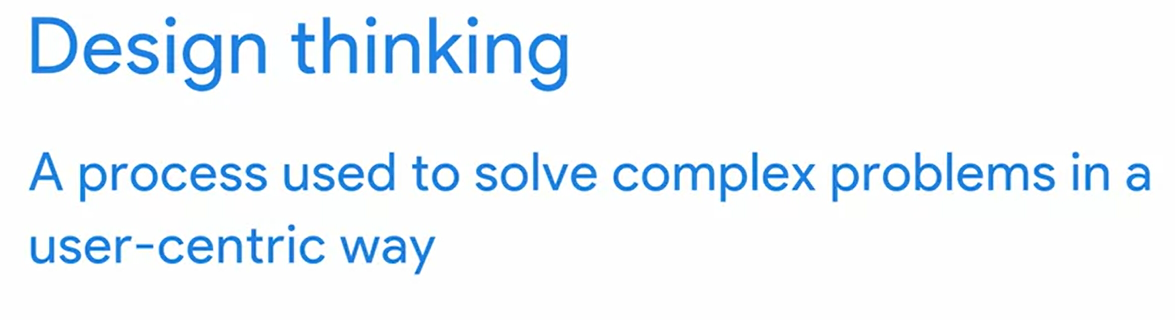 Design thinking
A process used to solve complex problems in a
user-centric way